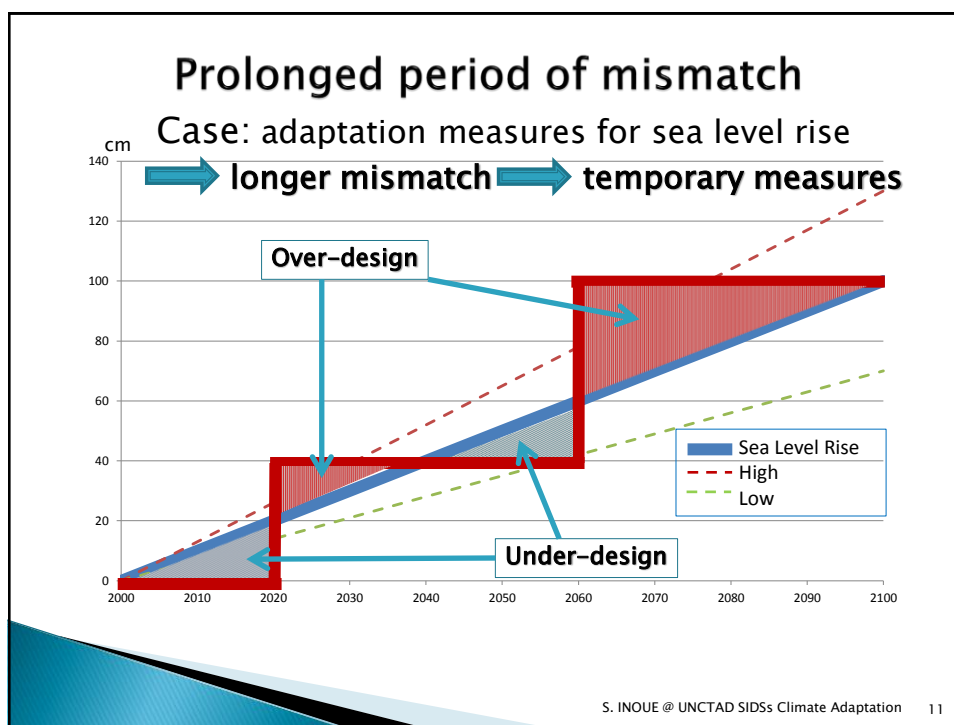 Prolonged period of mismatch
Case: adaptation measures for sea level rise
cm
longer mismatch temporary measures
140
120
100
80
60
40
20
0
Over-design
Under-design
Sea Level Rise
High
Low
2000 2010 2020 2030 2040 2050 2060 2070 2080 2090 2100
S. INOUE @ UNCTAD SIDSs Climate Adaptation 11